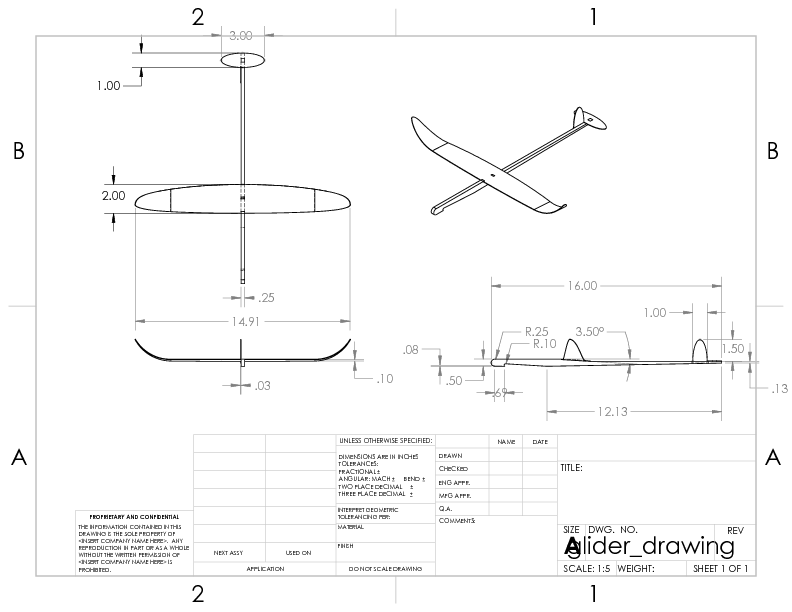 2
1
3.00
1.00
B
B
2.00
.25
16.00
14.91
1.00
R.25
3.50°
.08
R.10
1.50
.10
.50
.69
.13
.03
12.13
A
A
UNLESS OTHERWISE SPECIFIED:
NAME
DATE
DIMENSIONS ARE IN INCHES
DRAWN
TOLERANCES:
FRACTIONAL ±
CHECKED
TITLE:
ANGULAR: MACH ± BEND ±
TWO PLACE DECIMAL ±
ENG APPR.
THREE PLACE DECIMAL ±
MFG APPR.
INTERPRET GEOMETRIC
Q.A.
TOLERANCING PER:
COMMENTS:
PROPRIETARY AND CONFIDENTIAL
MATERIAL
THE INFORMATION CONTAINED IN THIS
DRAWING IS THE SOLE PROPERTY OF
<INSERT COMPANY NAME HERE>. ANY
REPRODUCTION IN PART OR AS A WHOLE
WITHOUT THE WRITTEN PERMISSION OF
<INSERT COMPANY NAME HERE> IS
PROHIBITED.
FINISH
NEXT ASSY
USED ON
APPLICATION
DO NOT SCALE DRAWING
SIZE DWG. NO. REV
A glider_drawing
SCALE: 1:5 WEIGHT: SHEET 1 OF 1
2
1